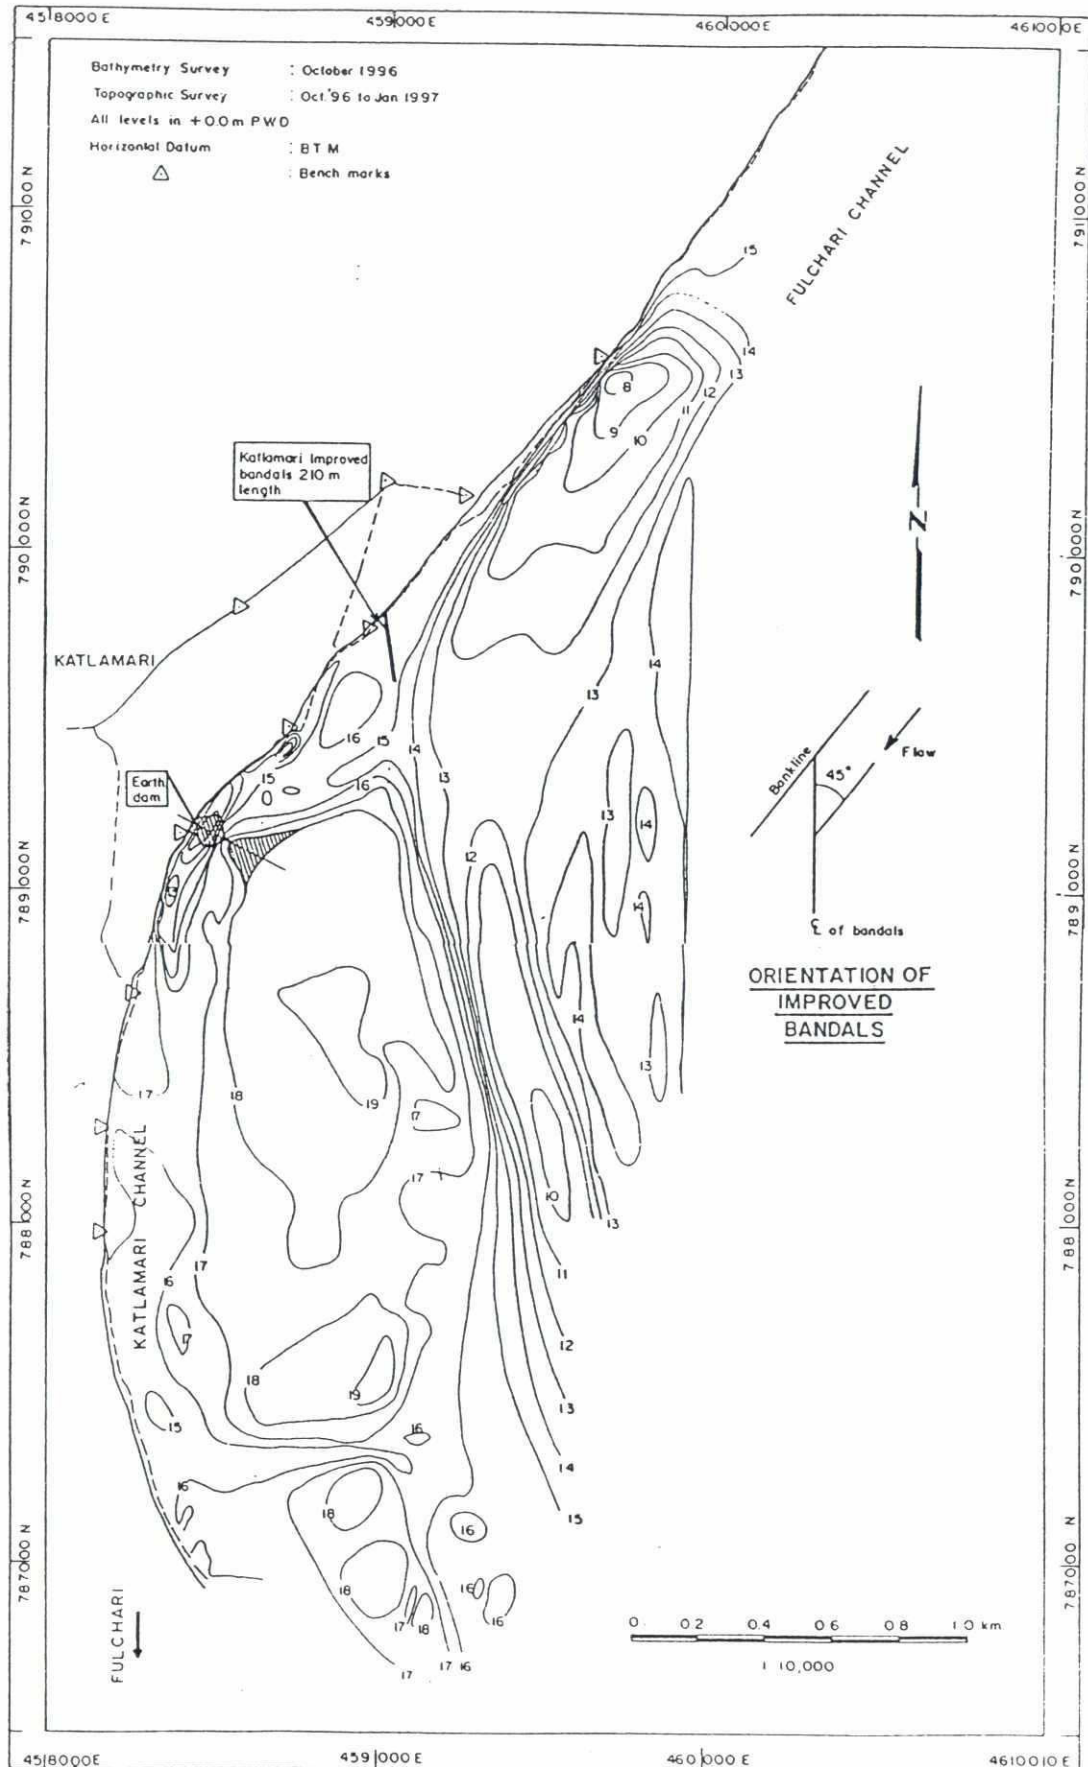 4518000 E
459000 E
460000 E
461000 E
Bathymetry Survey : October 1996
Topographic Survey : Oct.'96 to Jan 1997
All levels in +0.0m PWD
Horizontal Datum : BTM
: Bench marks
791000 N
791000 N
FULCHARI CHANNEL
15
14
13
12
11
10
9
8
Katlamari Improved
bandals 210 m
length
N
790000 N
790000 N
KATLAMARI
14
13
16
15
14
13
Bankline
Flow
45°
Earth
dam
15
16
13
14
12
789000 N
789000 N
℄ of bandals
ORIENTATION OF
IMPROVED
BANDALS
14
13
17
18
19
17
KATLAMARI CHANNEL
17
10
13
788000 N
788000 N
16
17
11
17
12
18
19
13
15
16
14
16
18
16
15
787000 N
787000 N
18
16
16
17
18
17
17
16
FULCHARI
0.0
0.2
0.4
0.6
0.8
1.0 km
1 10,000
4518000E
459000E
460000E
4610010E